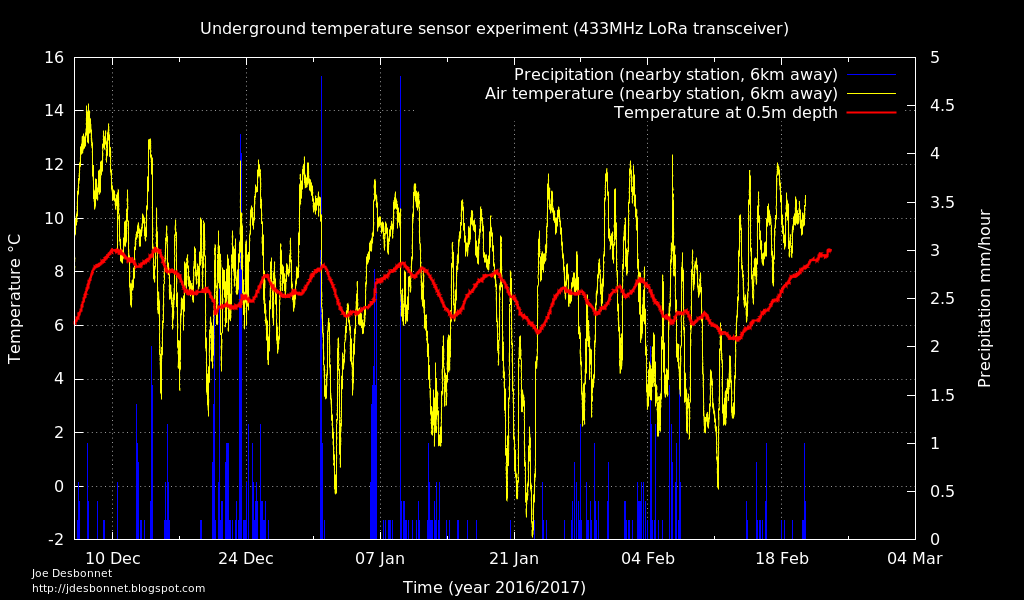 Underground temperature sensor experiment (433MHz LoRa transceiver)
Precipitation (nearby station, 6km away)
Air temperature (nearby station, 6km away)
Temperature at 0.5m depth
Temperature °C
16
14
12
10
8
6
4
2
0
-2
5
4.5
4
3.5
3
2.5
2
1.5
1
0.5
0
Precipitation mm/hour
10 Dec 24 Dec 07 Jan 21 Jan 04 Feb 18 Feb 04 Mar
Time (year 2016/2017)
Joe Desbonnet
http://jdesbonnet.blogspot.com